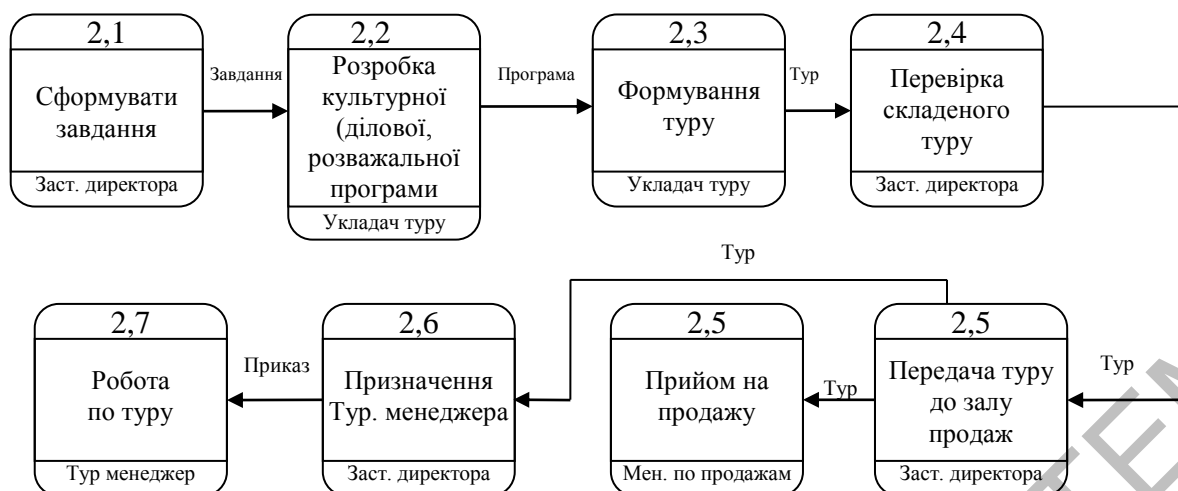 2,1
Сформувати
завдання
Заст. директора
Завдання
2,2
Розробка
культурної
(ділової,
розважальної
програми
Укладач туру
Програма
2,3
Формування
туру
Укладач туру
Тур
2,4
Перевірка
складеного
туру
Заст. директора
Тур
2,7
Робота
по туру
Тур менеджер
Приказ
2,6
Призначення
Тур. менеджера
Заст. директора
2,5
Прийом на
продажу
Мен. по продажам
Тур
2,5
Передача туру
до залу
продаж
Заст. директора
Тур